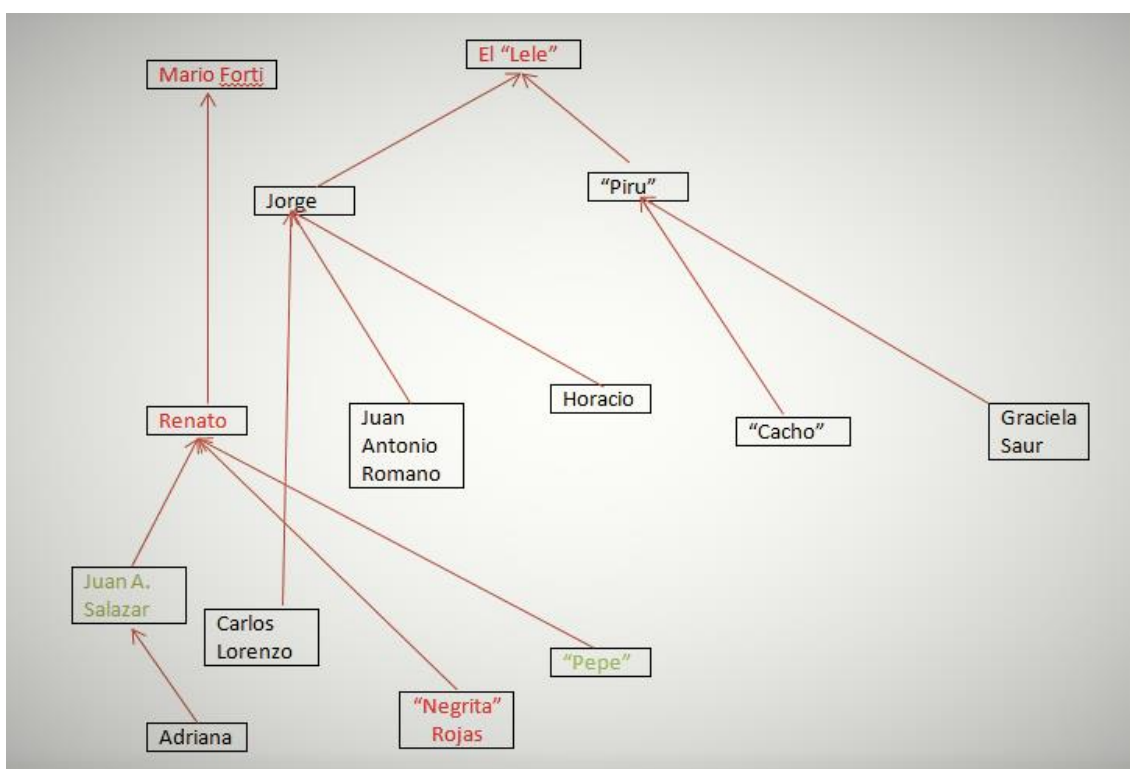 El “Lele”
Mario Forti
“Piru”
Jorge
Horacio
Juan
Antonio
Romano
Renato
“Cacho”
Graciela
Saur
Juan A.
Salazar
Carlos
Lorenzo
“Pepe”
“Negrita”
Rojas
Adriana